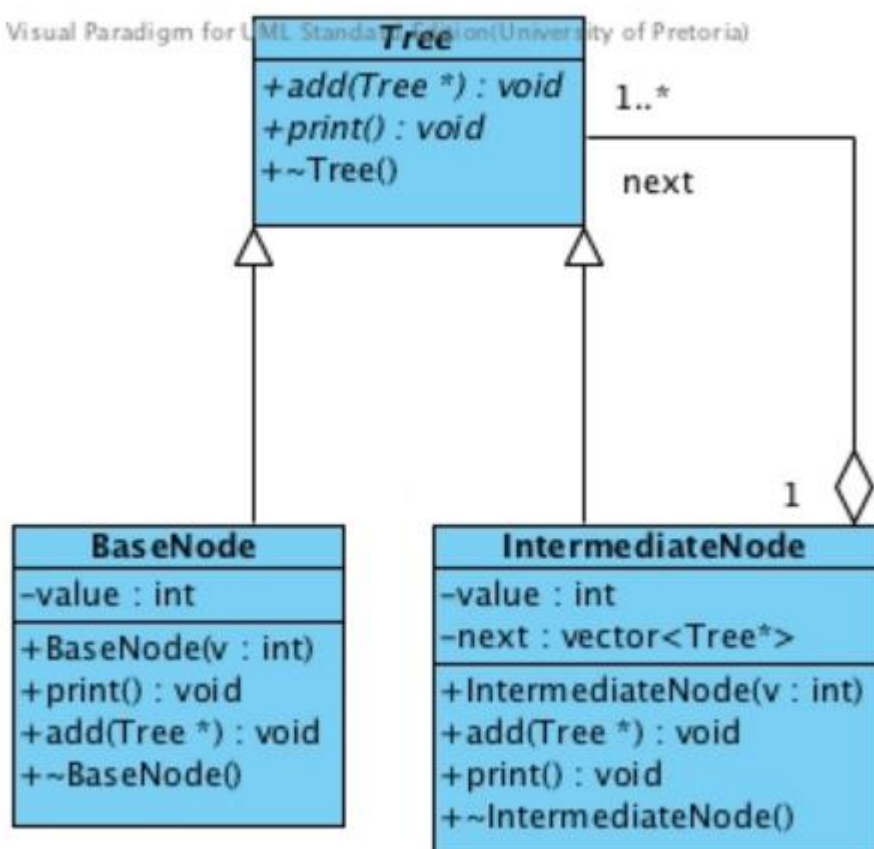 Visual Paradigm for UML Standard Edition(University of Pretoria)
Tree
+add(Tree *) : void
+print() : void
+~Tree()
1..*
next
1
BaseNode
-value : int
+BaseNode(v : int)
+print() : void
+add(Tree *) : void
+~BaseNode()
IntermediateNode
-value : int
-next : vector<Tree*>
+IntermediateNode(v : int)
+add(Tree *) : void
+print() : void
+~IntermediateNode()